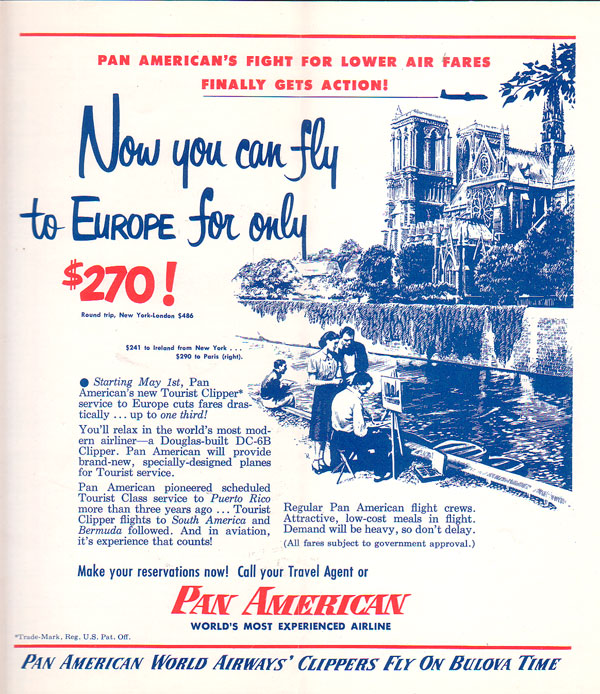 PAN AMERICAN'S FIGHT FOR LOWER AIR FARES
FINALLY GETS ACTION!
Now you can fly
to EUROPE for only
$270!
Round trip, New York-London $486
$241 to Ireland from New York . . .
$290 to Paris (right).
● Starting May 1st, Pan
American's new Tourist Clipper*
service to Europe cuts fares dras-
tically . . . up to one third!
You'll relax in the world's most mod-
ern airliner—a Douglas-built DC-6B
Clipper. Pan American will provide
brand-new, specially-designed planes
for Tourist service.
Pan American pioneered scheduled
Tourist Class service to Puerto Rico
more than three years ago . . . Tourist
Clipper flights to South America and
Bermuda followed. And in aviation,
it's experience that counts!
Regular Pan American flight crews.
Attractive, low-cost meals in flight.
Demand will be heavy, so don't delay.
(All fares subject to government approval.)
Make your reservations now! Call your Travel Agent or
PAN AMERICAN
WORLD'S MOST EXPERIENCED AIRLINE
*Trade-Mark, Reg. U.S. Pat. Off.
PAN AMERICAN WORLD AIRWAYS' CLIPPERS FLY ON BULOVA TIME